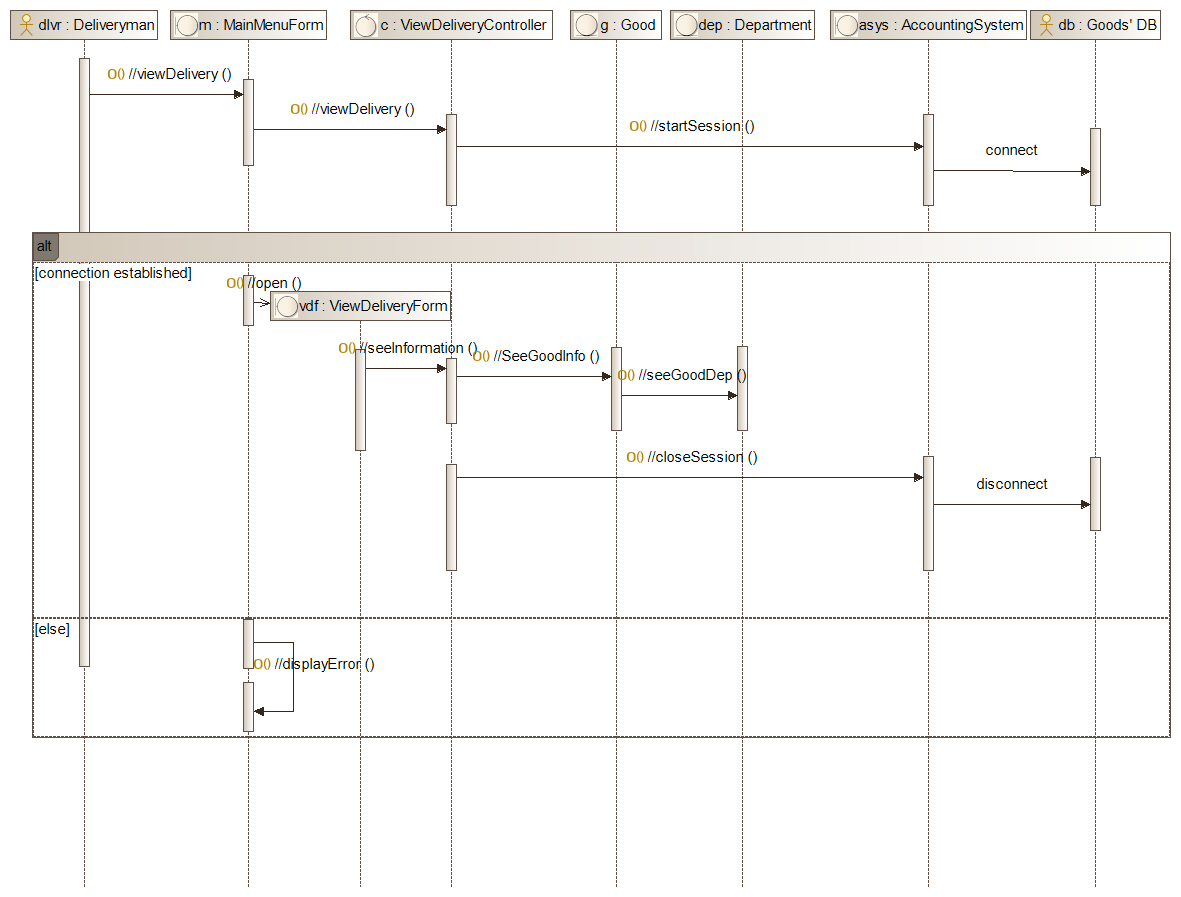 dlvr : Deliveryman
m : MainMenuForm
c : ViewDeliveryController
g : Good
dep : Department
asys : AccountingSystem
db : Goods' DB
O() //viewDelivery ()
O() //viewDelivery ()
O() //startSession ()
connect
alt
[connection established]
O() //open ()
vdf : ViewDeliveryForm
O() //seeInformation ()
O() //SeeGoodInfo ()
O() //seeGoodDep ()
O() //closeSession ()
disconnect
[else]
O() //displayError ()